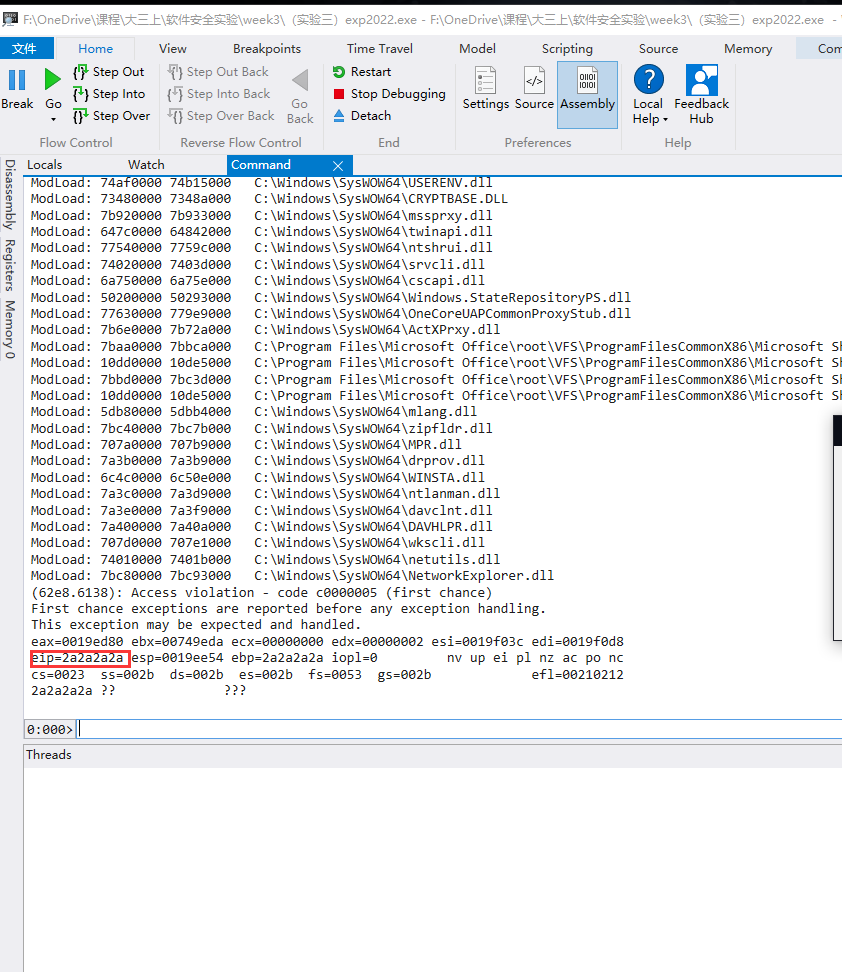 F:\OneDrive\课程\大三上\软件安全实验\week3\（实验三）exp2022.exe - F:\OneDrive\课程\大三上\软件安全实验\week3\（实验三）exp2022.exe -
文件 Home View Breakpoints Time Travel Model Scripting Source Memory Com
Break Go Step Out Step Into Step Over
Flow Control
Step Out Back Step Into Back Step Over Back Go Back
Reverse Flow Control
Restart Stop Debugging Detach
End
Settings Source Assembly
Preferences
Local Help Feedback Hub
Help
Disassembly Registers Memory 0
Locals Watch Command
ModLoad: 74af0000 74b15000 C:\Windows\SysWOW64\USERENV.dll
ModLoad: 73480000 7348a000 C:\Windows\SysWOW64\CRYPTBASE.DLL
ModLoad: 7b920000 7b933000 C:\Windows\SysWOW64\mssprxy.dll
ModLoad: 647c0000 64842000 C:\Windows\SysWOW64\twinapi.dll
ModLoad: 77540000 7759c000 C:\Windows\SysWOW64\ntshrui.dll
ModLoad: 74020000 7403d000 C:\Windows\SysWOW64\srvcli.dll
ModLoad: 6a750000 6a75e000 C:\Windows\SysWOW64\cscapi.dll
ModLoad: 50200000 50293000 C:\Windows\SysWOW64\Windows.StateRepositoryPS.dll
ModLoad: 77630000 779e9000 C:\Windows\SysWOW64\OneCoreUAPCommonProxyStub.dll
ModLoad: 7b6e0000 7b72a000 C:\Windows\SysWOW64\ActXPrxy.dll
ModLoad: 7baa0000 7bbca000 C:\Program Files\Microsoft Office\root\VFS\ProgramFilesCommonX86\Microsoft Sh
ModLoad: 10dd0000 10de5000 C:\Program Files\Microsoft Office\root\VFS\ProgramFilesCommonX86\Microsoft Sh
ModLoad: 7bbd0000 7bc3d000 C:\Program Files\Microsoft Office\root\VFS\ProgramFilesCommonX86\Microsoft Sh
ModLoad: 10dd0000 10de5000 C:\Program Files\Microsoft Office\root\VFS\ProgramFilesCommonX86\Microsoft Sh
ModLoad: 5db80000 5dbb4000 C:\Windows\SysWOW64\mlang.dll
ModLoad: 7bc40000 7bc7b000 C:\Windows\SysWOW64\zipfldr.dll
ModLoad: 707a0000 707b9000 C:\Windows\SysWOW64\MPR.dll
ModLoad: 7a3b0000 7a3b9000 C:\Windows\SysWOW64\drprov.dll
ModLoad: 6c4c0000 6c50e000 C:\Windows\SysWOW64\WINSTA.dll
ModLoad: 7a3c0000 7a3d9000 C:\Windows\SysWOW64\ntlanman.dll
ModLoad: 7a3e0000 7a3f9000 C:\Windows\SysWOW64\davclnt.dll
ModLoad: 7a400000 7a40a000 C:\Windows\SysWOW64\DAVHLPR.dll
ModLoad: 707d0000 707e1000 C:\Windows\SysWOW64\wkscli.dll
ModLoad: 74010000 7401b000 C:\Windows\SysWOW64\netutils.dll
ModLoad: 7bc80000 7bc93000 C:\Windows\SysWOW64\NetworkExplorer.dll
(62e8.6138): Access violation - code c0000005 (first chance)
First chance exceptions are reported before any exception handling.
This exception may be expected and handled.
eax=0019ed80 ebx=00749eda ecx=00000000 edx=00000002 esi=0019f03c edi=0019f0d8
eip=2a2a2a2a esp=0019ee54 ebp=2a2a2a2a iopl=0 nv up ei pl nz ac po nc
cs=0023 ss=002b ds=002b es=002b fs=0053 gs=002b efl=00210212
2a2a2a2a ?? ???
0:000>
Threads